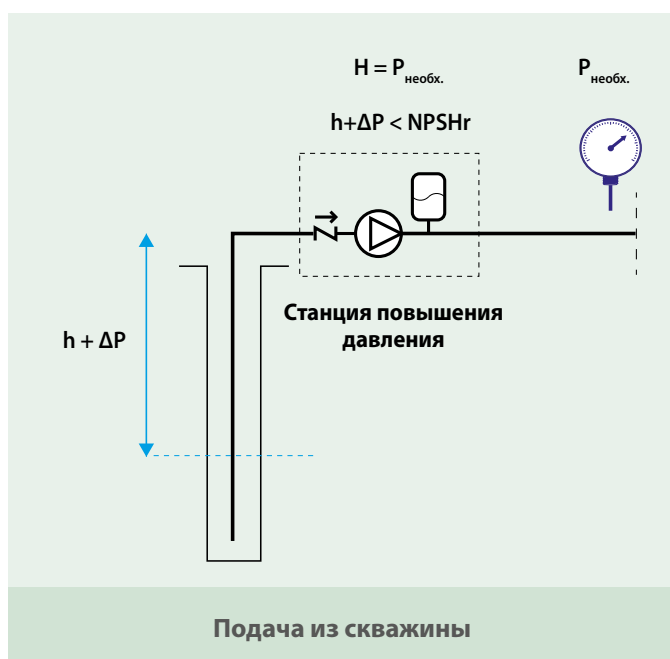 H = Pнеобх.
Pнеобх.
h+ΔP < NPSHr
Станция повышения
давления
h + ΔP
Подача из скважины